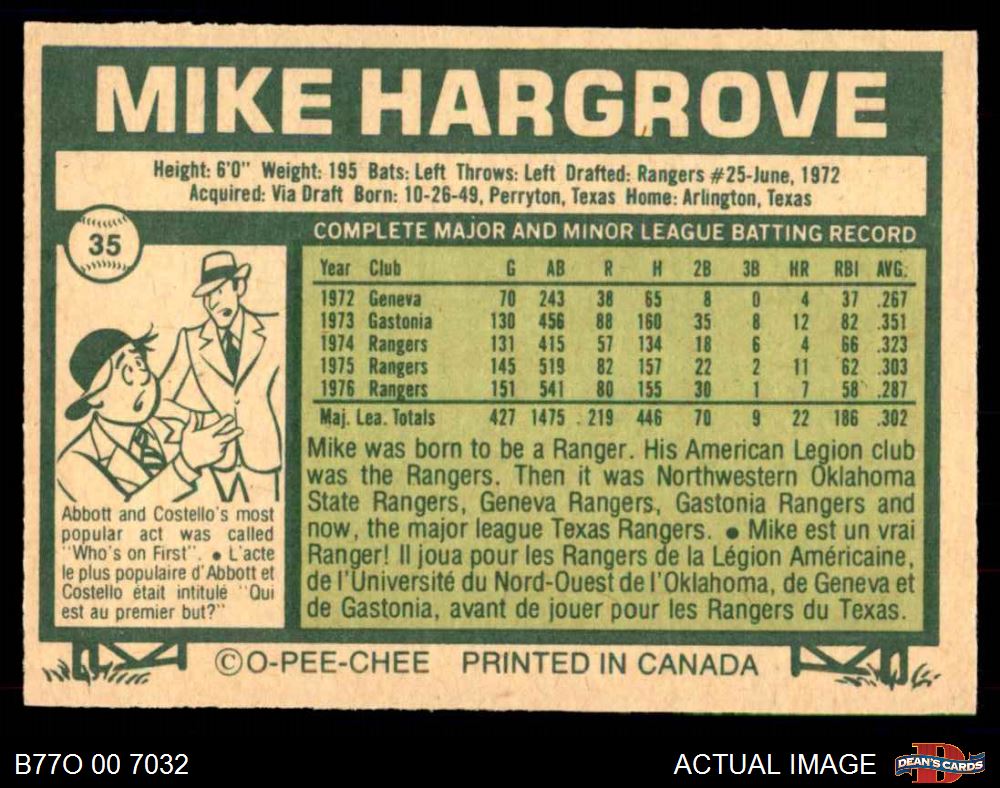 MIKE HARGROVE
Height: 6'0" Weight: 195 Bats: Left Throws: Left Drafted: Rangers #25-June, 1972
Acquired: Via Draft Born: 10-26-49, Perryton, Texas Home: Arlington, Texas
35
COMPLETE MAJOR AND MINOR LEAGUE BATTING RECORD
Year Club G AB R H 2B 3B HR RBI AVG.
1972 Geneva 70 243 38 65 8 0 4 37 .267
1973 Gastonia 130 456 88 160 35 8 12 82 .351
1974 Rangers 131 415 57 134 18 6 4 66 .323
1975 Rangers 145 519 82 157 22 2 11 62 .303
1976 Rangers 151 541 80 155 30 1 7 58 .287
Maj. Lea. Totals 427 1475 219 446 70 9 22 186 .302
Mike was born to be a Ranger. His American Legion club
was the Rangers. Then it was Northwestern Oklahoma
State Rangers, Geneva Rangers, Gastonia Rangers and
now, the major league Texas Rangers. ● Mike est un vrai
Ranger! Il joua pour les Rangers de la Légion Américaine,
de l'Université du Nord-Ouest de l'Oklahoma, de Geneva et
de Gastonia, avant de jouer pour les Rangers du Texas.
Abbott and Costello's most
popular act was called
"Who's on First". ● L'acte
le plus populaire d'Abbott et
Costello était intitulé "Qui
est au premier but?"
©O-PEE-CHEE PRINTED IN CANADA
B77O 00 7032
ACTUAL IMAGE
DEAN'S CARDS